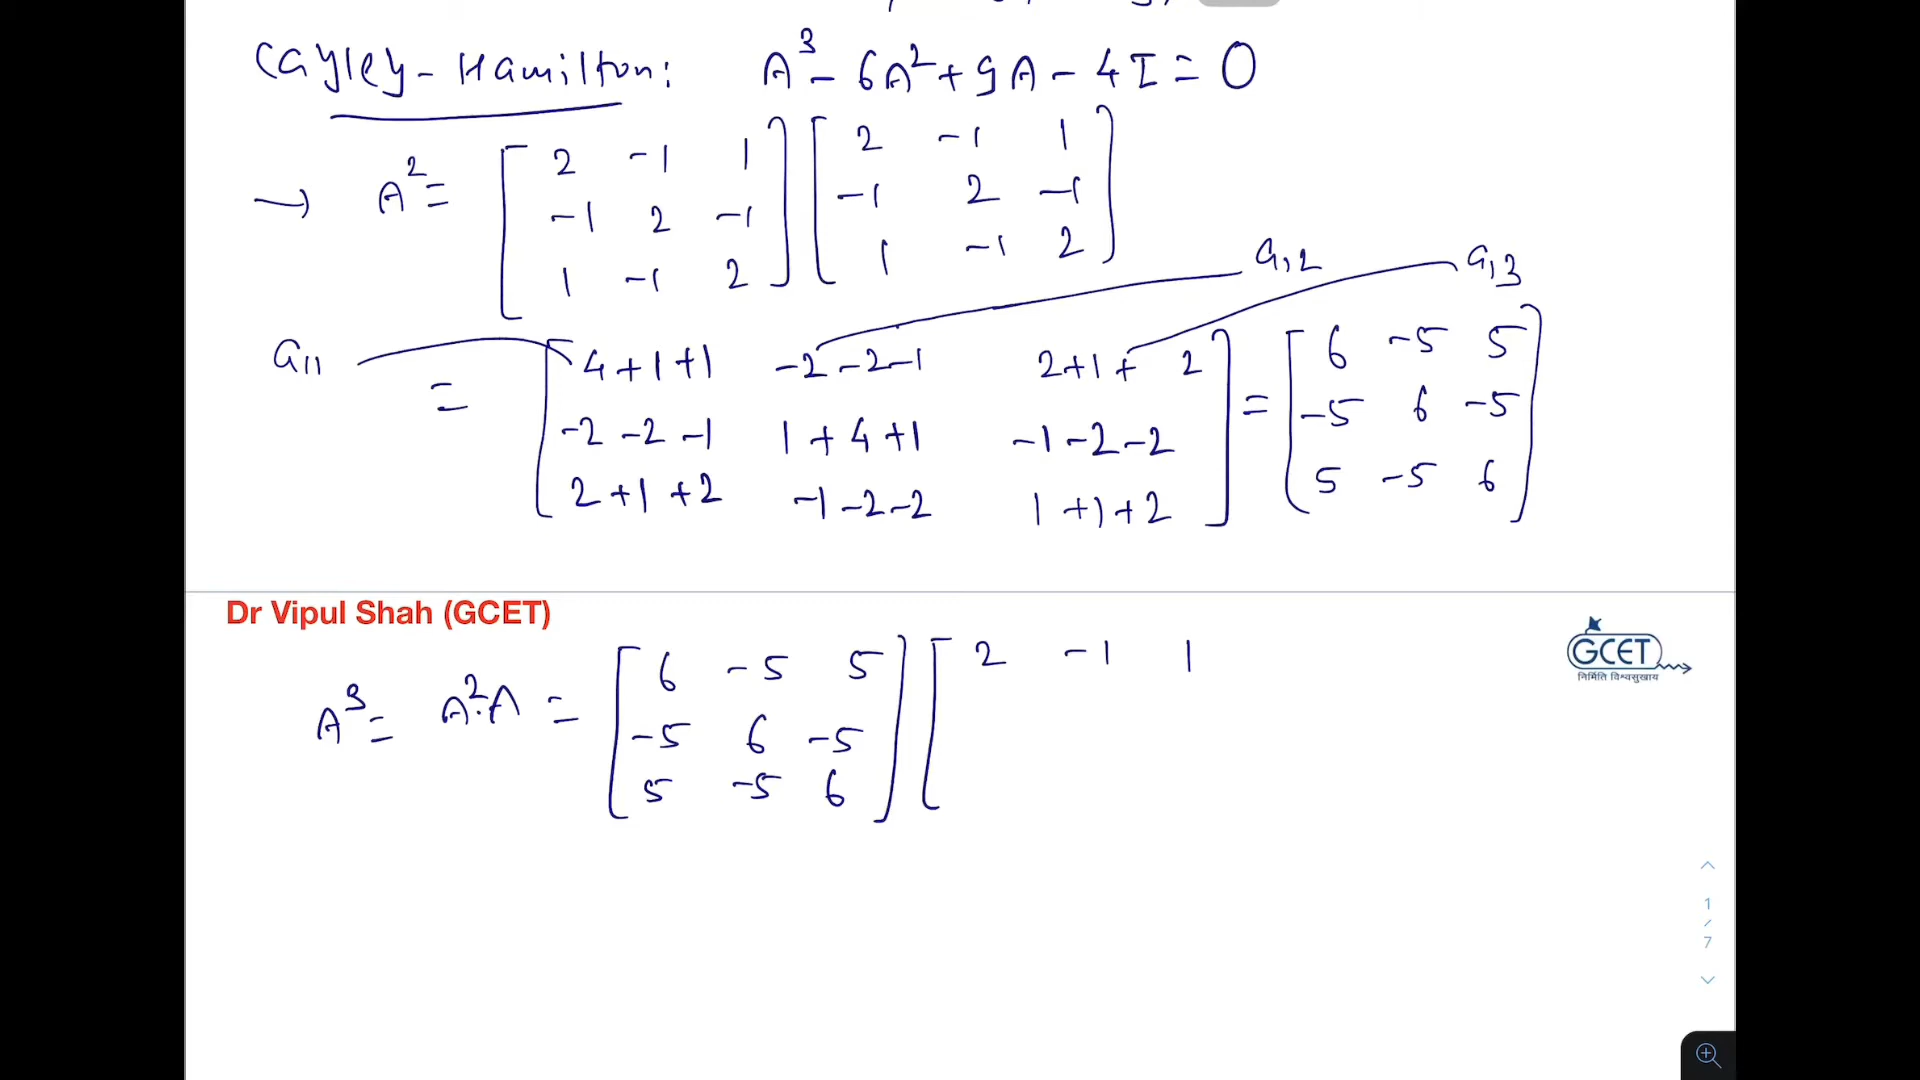 Cayley-Hamilton: A³ - 6A² + 9A - 4I = 0
→ A² = [ 2 -1 1 ] [ 2 -1 1 ]
[ -1 2 -1 ] [ -1 2 -1 ]
[ 1 -1 2 ] [ 1 -1 2 ]
a12 a13
a11
= [ 4+1+1 -2-2-1 2+1+2 ] = [ 6 -5 5 ]
[ -2-2-1 1+4+1 -1-2-2 ] [ -5 6 -5 ]
[ 2+1+2 -1-2-2 1+1+2 ] [ 5 -5 6 ]
Dr Vipul Shah (GCET)
GCET
निर्मिति विश्वसुखाय
A³ = A².A = [ 6 -5 5 ] [ 2 -1 1
[ -5 6 -5 ]
[ 5 -5 6 ]
1
/
7